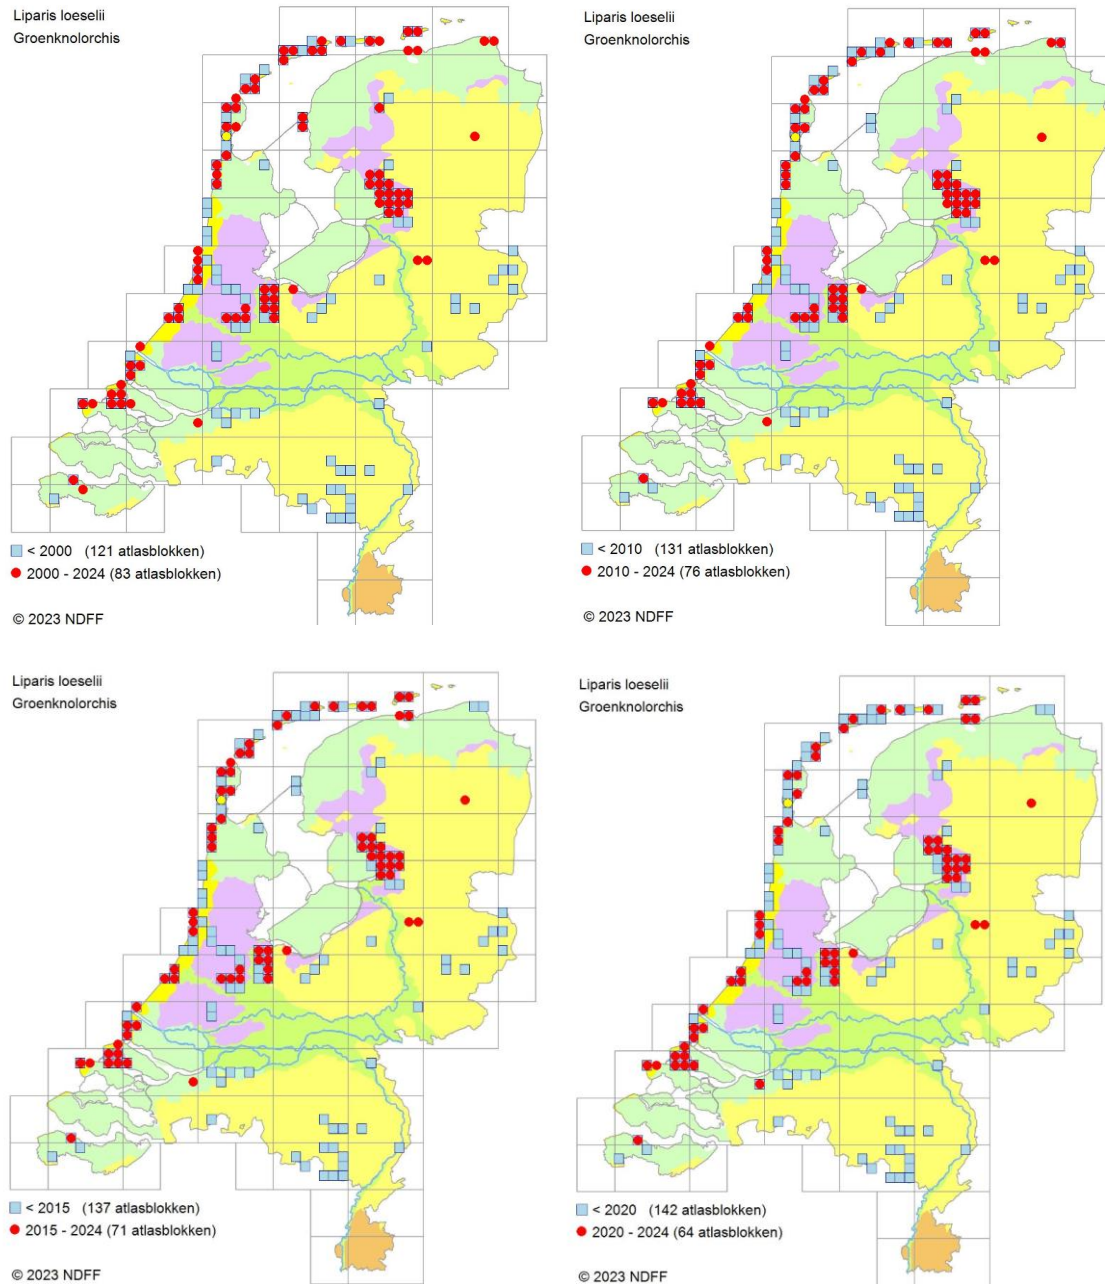 Liparis loeselii
Groenknolorchis
< 2000 (121 atlasblokken)
2000 - 2024 (83 atlasblokken)
© 2023 NDFF
Liparis loeselii
Groenknolorchis
< 2010 (131 atlasblokken)
2010 - 2024 (76 atlasblokken)
© 2023 NDFF
Liparis loeselii
Groenknolorchis
< 2015 (137 atlasblokken)
2015 - 2024 (71 atlasblokken)
© 2023 NDFF
Liparis loeselii
Groenknolorchis
< 2020 (142 atlasblokken)
2020 - 2024 (64 atlasblokken)
© 2023 NDFF